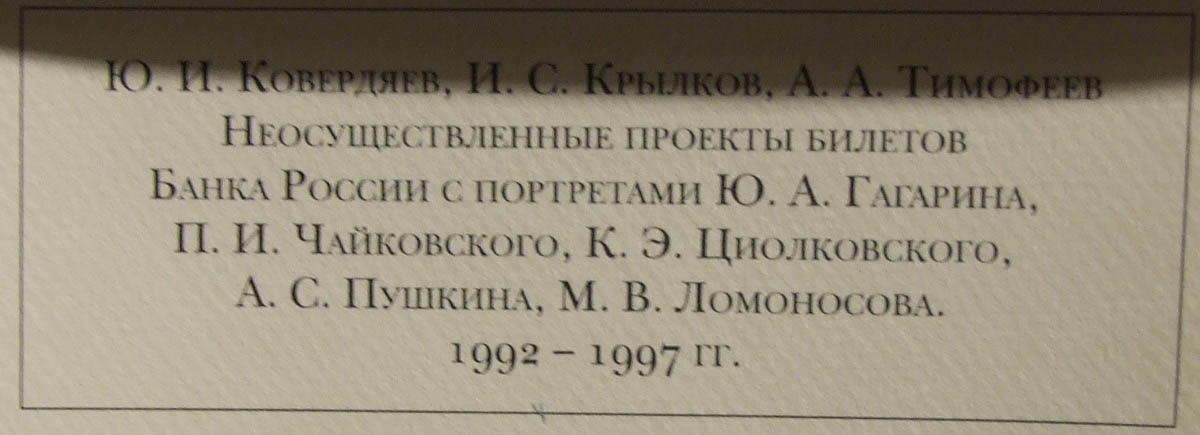 Ю. И. Ковердяев, И. С. Крылков, А. А. Тимофеев
Неосуществленные проекты билетов
Банка России с портретами Ю. А. Гагарина,
П. И. Чайковского, К. Э. Циолковского,
А. С. Пушкина, М. В. Ломоносова.
1992 – 1997 гг.